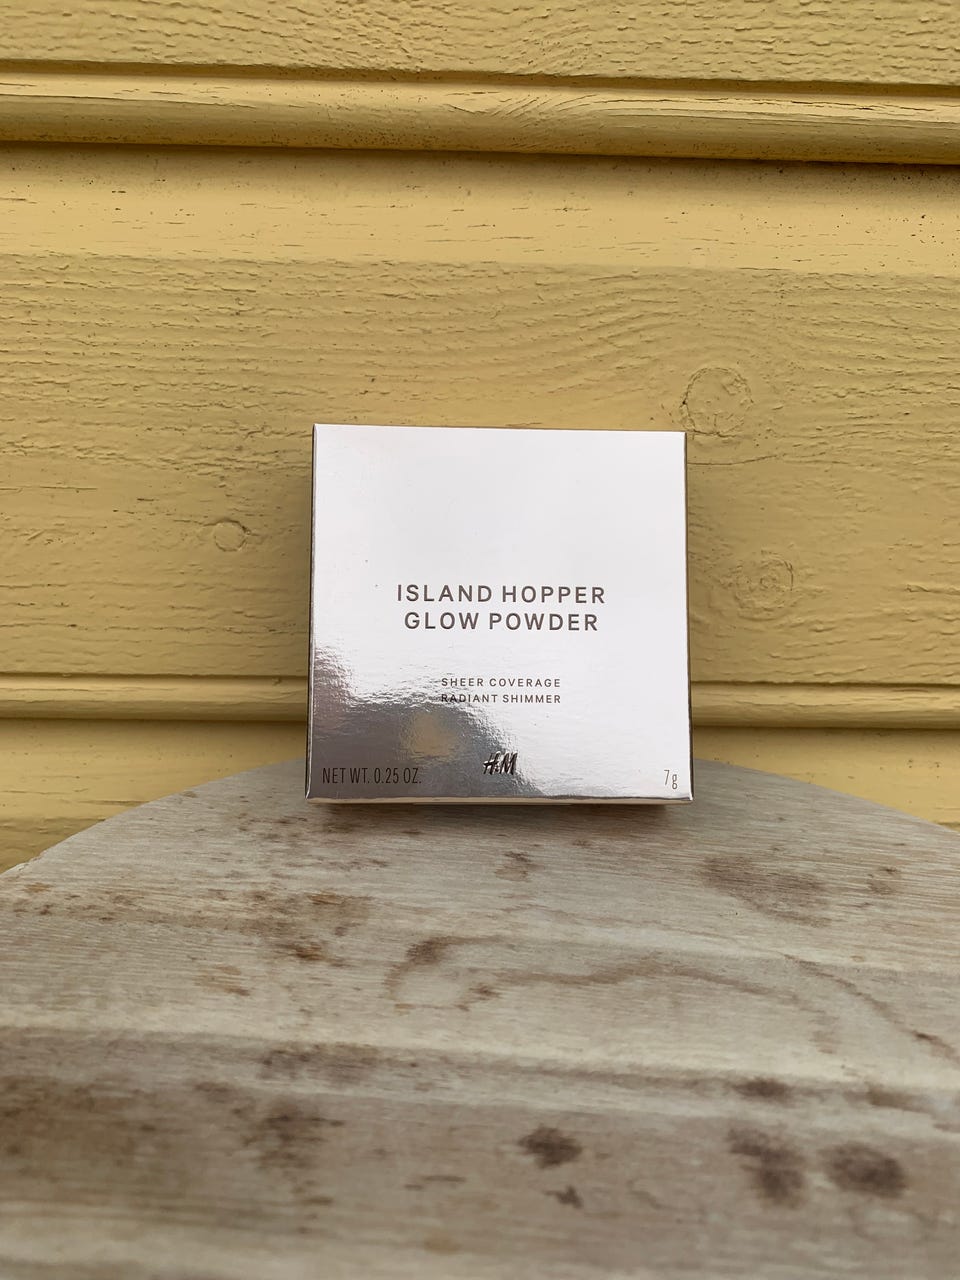 ISLAND HOPPER
GLOW POWDER
SHEER COVERAGE
RADIANT SHIMMER
NET WT. 0.25 OZ.
H&M
7g